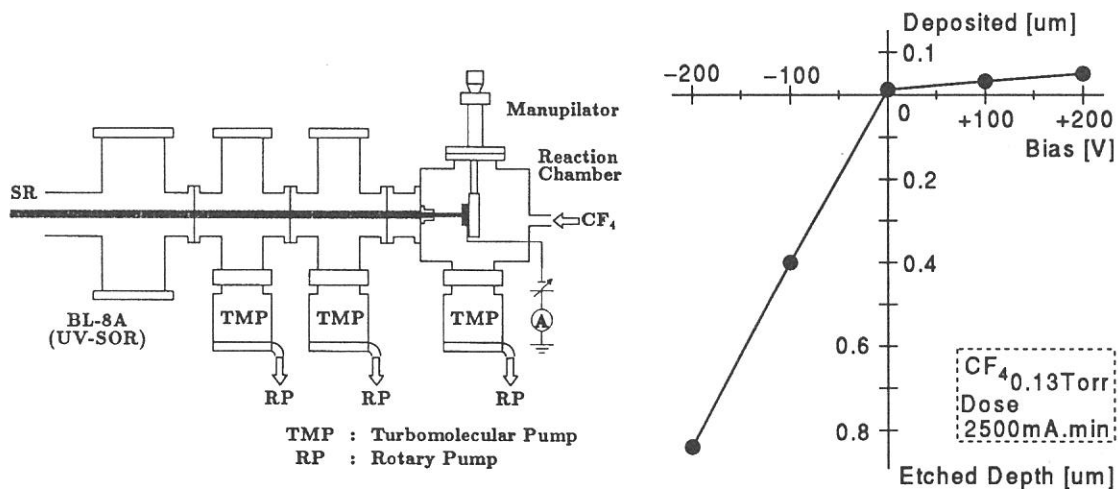 Manupilator
Reaction
Chamber
SR
CF4
BL-8A
(UV-SOR)
TMP
TMP
TMP
A
RP
RP
RP
TMP : Turbomolecular Pump
RP : Rotary Pump
Deposited [um]
0.1
-200
-100
0
+100
+200
Bias [V]
0.2
0.4
0.6
0.8
CF4 0.13Torr
Dose
2500mA.min
Etched Depth [um]